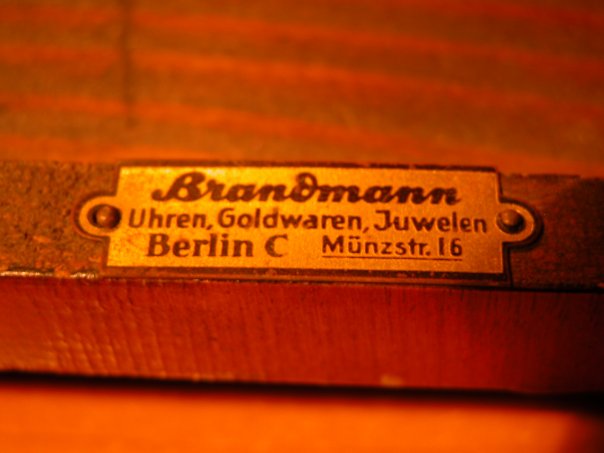 Brandmann
Uhren, Goldwaren, Juwelen
Berlin C Münzstr. 16